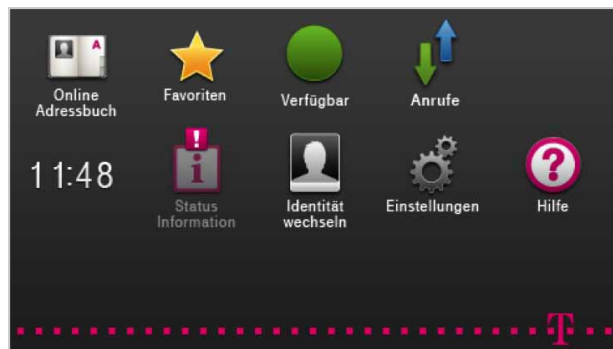 A
Online
Adressbuch
Favoriten
Verfügbar
Anrufe
11:48
!
i
Status
Information
Identität
wechseln
Einstellungen
?
Hilfe
T